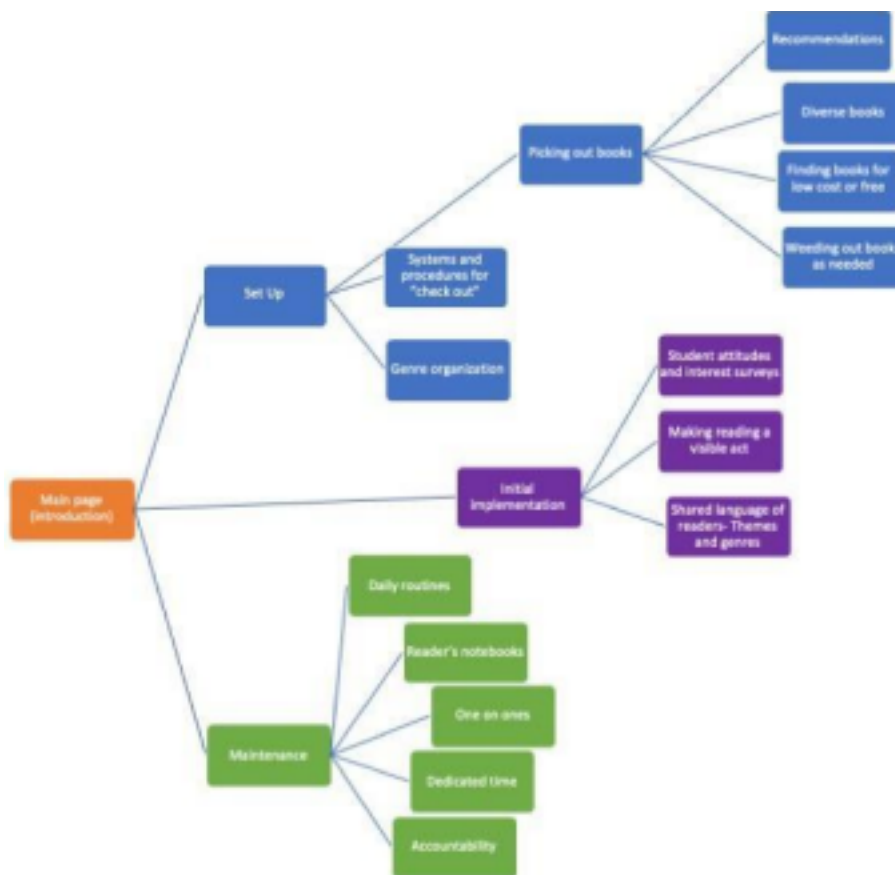 Recommendations
Diverse books
Picking out books
Finding books for
low cost or free
Weeding out book
as needed
Systems and
procedures for
"check out"
Set Up
Genre organization
Student attitudes
and interest surveys
Making reading a
visible act
Initial
implementation
Shared language of
readers- Themes
and genres
Main page
(introduction)
Daily routines
Reader's notebooks
One on ones
Maintenance
Dedicated time
Accountability